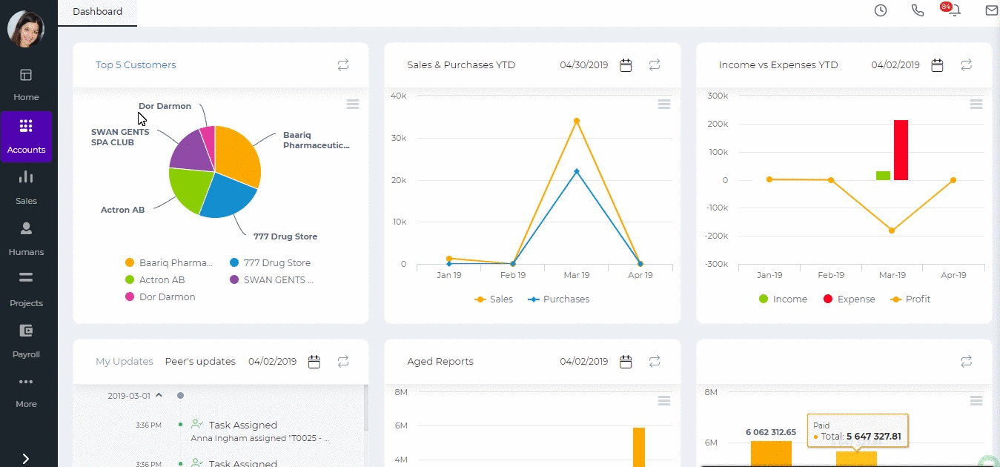 Dashboard
84
Home
Accounts
Sales
Humans
Projects
Payroll
More
Top 5 Customers
Dor Darmon
SWAN GENTS
SPA CLUB
Baariq
Pharmaceutic...
Actron AB
777 Drug Store
Baariq Pharma...
777 Drug Store
Actron AB
SWAN GENTS ...
Dor Darmon
Sales & Purchases YTD
04/30/2019
40k
30k
20k
10k
0
Jan 19
Feb 19
Mar 19
Apr 19
Sales
Purchases
Income vs Expenses YTD
04/02/2019
300k
200k
100k
0
-100k
-200k
-300k
Jan-19
Feb-19
Mar-19
Apr-19
Income
Expense
Profit
My Updates
Peer's updates
04/02/2019
2019-03-01
3:36 PM
Task Assigned
Anna Ingham assigned "T0025 - ...
3:36 PM
Task Assigned
Aged Reports
04/02/2019
8M
6M
4M
8M
6M
6 062 312.65
Paid
Total: 5 647 327.81
5 647 327.81